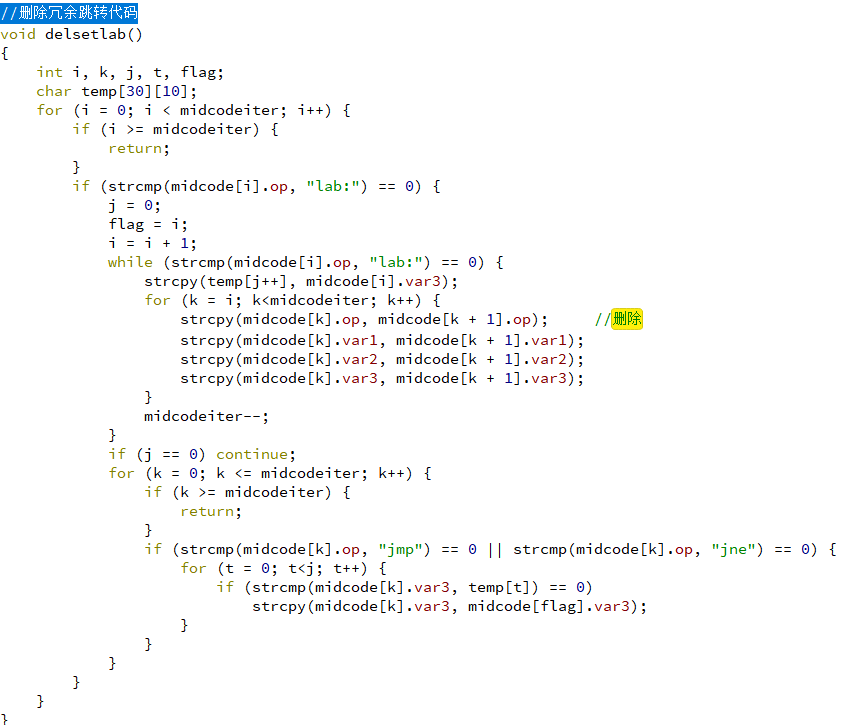 //删除冗余跳转代码
void delsetlab()
{
    int i, k, j, t, flag;
    char temp[30][10];
    for (i = 0; i < midcodeiter; i++) {
        if (i >= midcodeiter) {
            return;
        }
        if (strcmp(midcode[i].op, "lab:") == 0) {
            j = 0;
            flag = i;
            i = i + 1;
            while (strcmp(midcode[i].op, "lab:") == 0) {
                strcpy(temp[j++], midcode[i].var3);
                for (k = i; k<midcodeiter; k++) {
                    strcpy(midcode[k].op, midcode[k + 1].op);     //删除
                    strcpy(midcode[k].var1, midcode[k + 1].var1);
                    strcpy(midcode[k].var2, midcode[k + 1].var2);
                    strcpy(midcode[k].var3, midcode[k + 1].var3);
                }
                midcodeiter--;
            }
            if (j == 0) continue;
            for (k = 0; k <= midcodeiter; k++) {
                if (k >= midcodeiter) {
                    return;
                }
                if (strcmp(midcode[k].op, "jmp") == 0 || strcmp(midcode[k].op, "jne") == 0) {
                    for (t = 0; t<j; t++) {
                        if (strcmp(midcode[k].var3, temp[t]) == 0)
                            strcpy(midcode[k].var3, midcode[flag].var3);
                    }
                }
            }
        }
    }
}